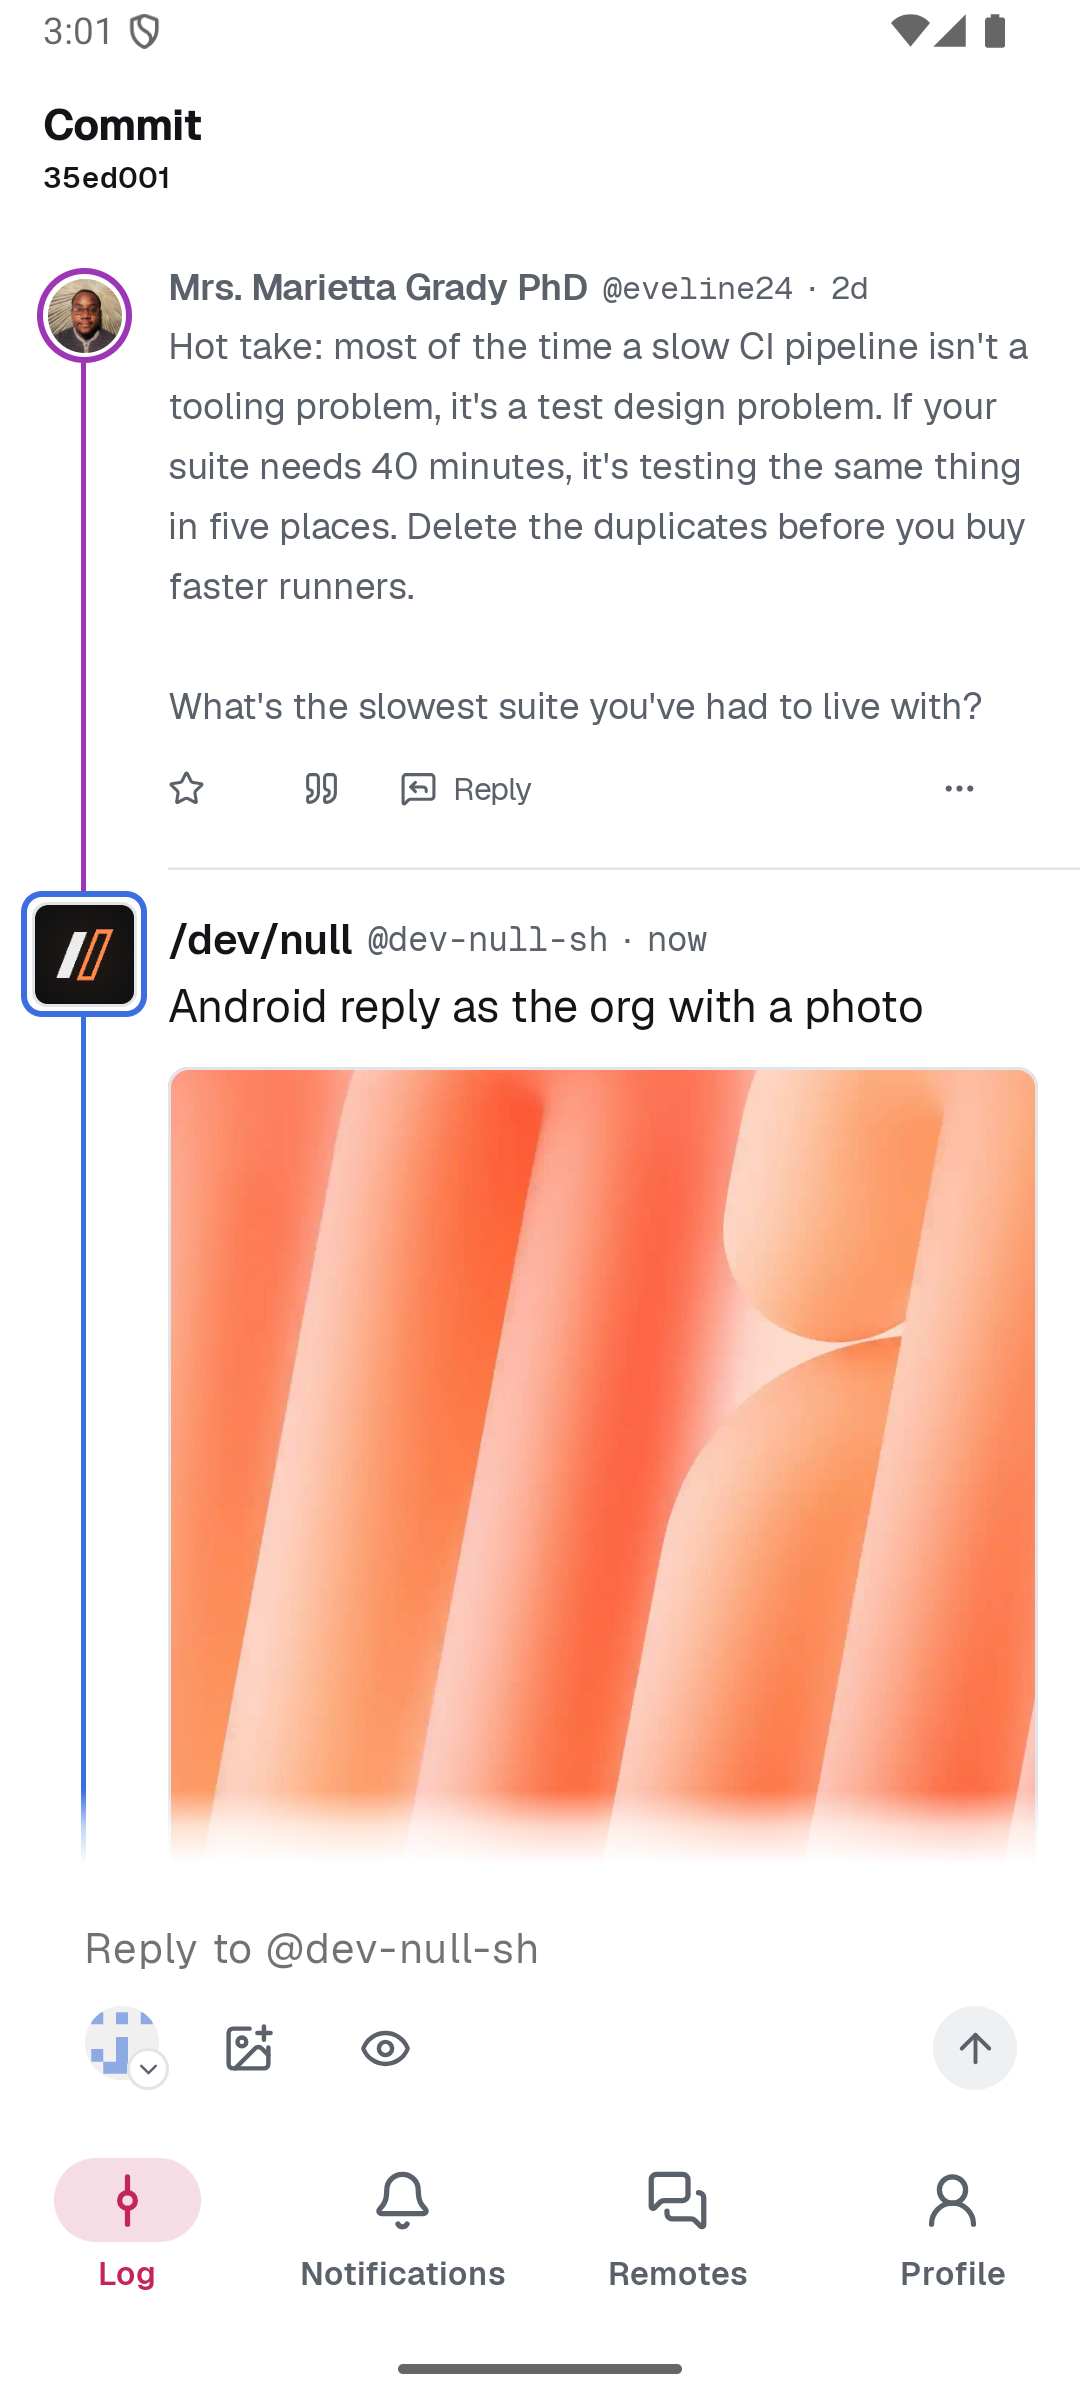 3:01
Commit
35ed001
Mrs. Marietta Grady PhD @eveline24 · 2d
Hot take: most of the time a slow CI pipeline isn't a
tooling problem, it's a test design problem. If your
suite needs 40 minutes, it's testing the same thing
in five places. Delete the duplicates before you buy
faster runners.
What's the slowest suite you've had to live with?
Reply
/dev/null @dev-null-sh · now
Android reply as the org with a photo
Reply to @dev-null-sh
Log
Notifications
Remotes
Profile